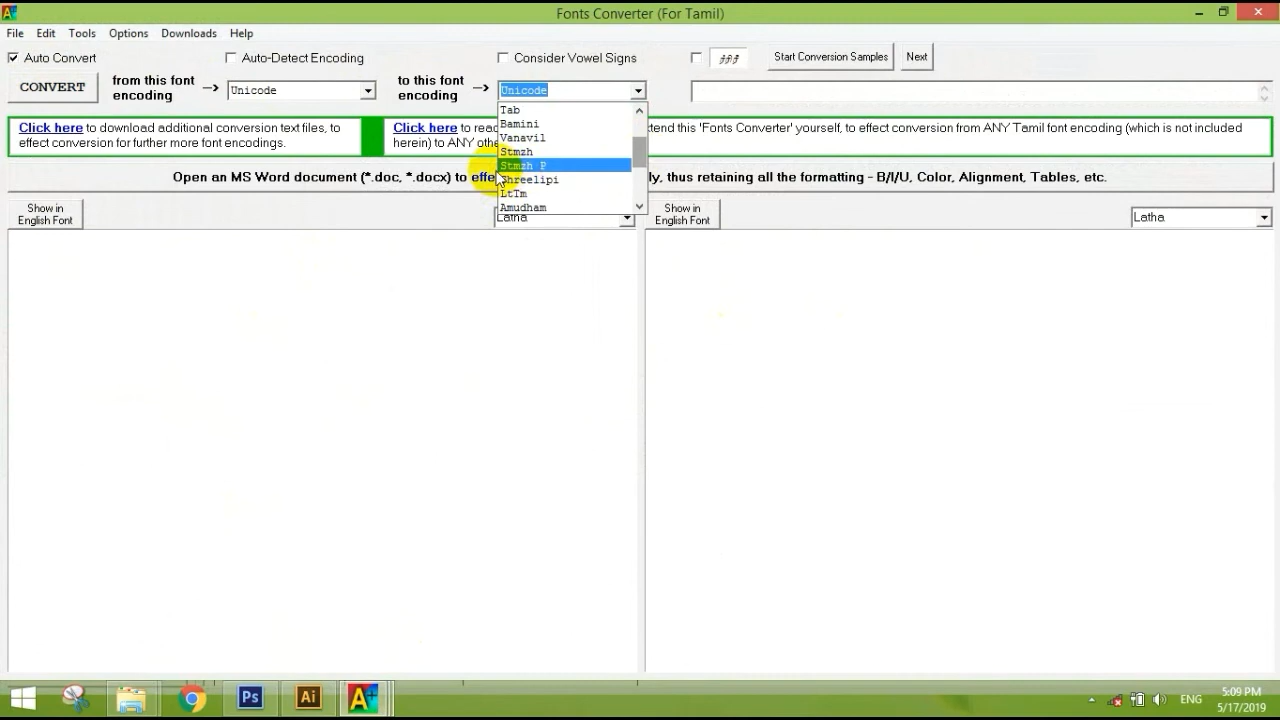 Fonts Converter (For Tamil)
File Edit Tools Options Downloads Help
Auto Convert Auto-Detect Encoding Consider Vowel Signs Start Conversion Samples Next
CONVERT from this font encoding Unicode to this font encoding Unicode
Tab
Bamini
Vanavil
Stmzh
Stmzh P
Shreelipi
LtTm
Amudham
Click here to download additional conversion text files, to
effect conversion for further more font encodings.
Click here to read
extend this 'Fonts Converter' yourself, to effect conversion from ANY Tamil font encoding (which is not included
herein) to ANY
Open an MS Word document (*.doc, *.docx) to effe ly, thus retaining all the formatting - B/I/U, Color, Alignment, Tables, etc.
Show in
English Font
Latha
Show in
English Font
Latha
Ps Ai A+
ENG
5:09 PM
5/17/2019